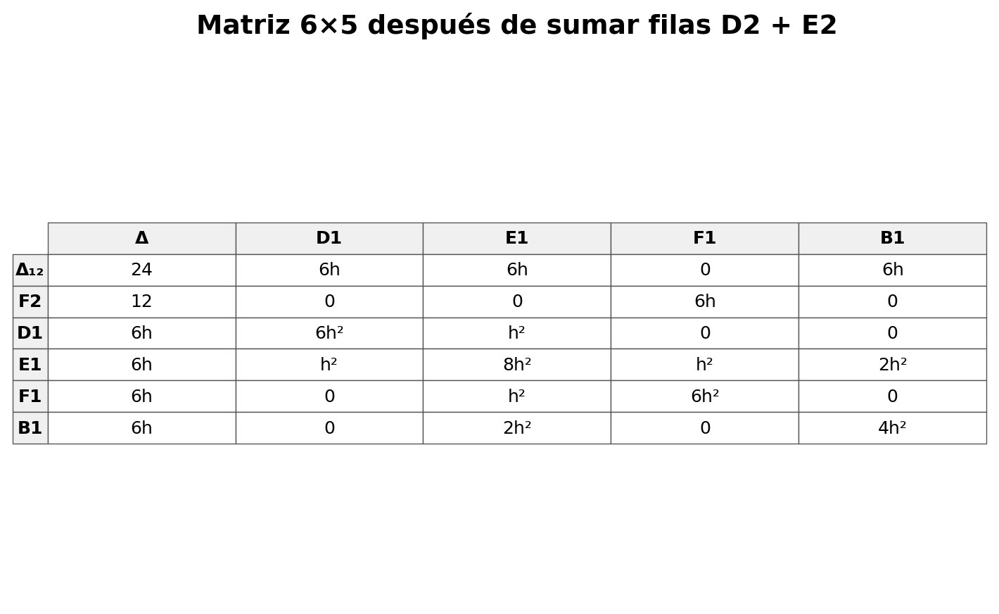 Matriz 6×5 después de sumar filas D2 + E2
Δ D1 E1 F1 B1
Δ₁₂ 24 6h 6h 0 6h
F2 12 0 0 6h 0
D1 6h 6h² h² 0 0
E1 6h h² 8h² h² 2h²
F1 6h 0 h² 6h² 0
B1 6h 0 2h² 0 4h²